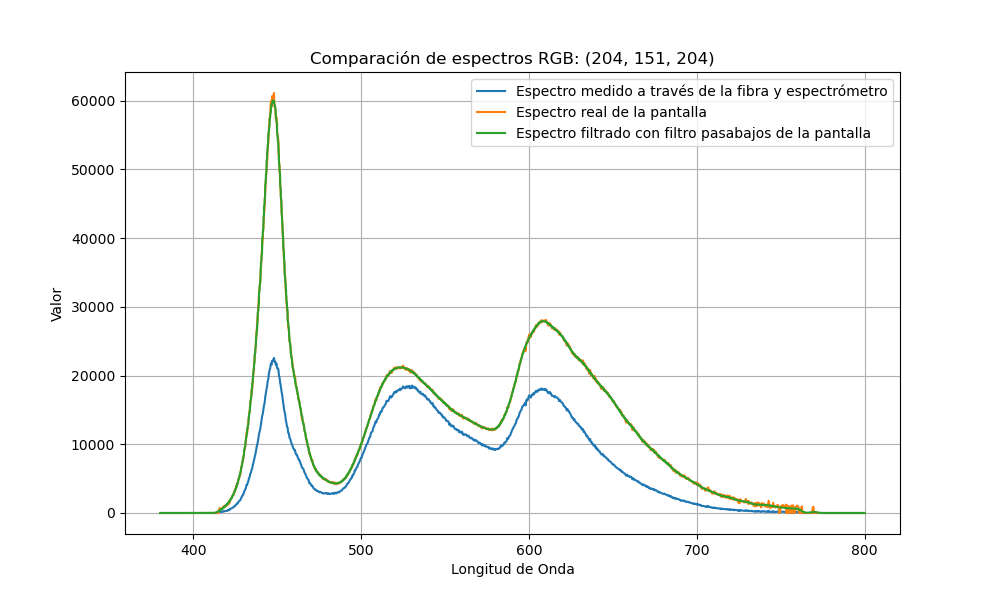 Comparación de espectros RGB: (204, 151, 204)
Espectro medido a través de la fibra y espectrómetro
Espectro real de la pantalla
Espectro filtrado con filtro pasabajos de la pantalla
Valor
60000
50000
40000
30000
20000
10000
0
400 500 600 700 800
Longitud de Onda